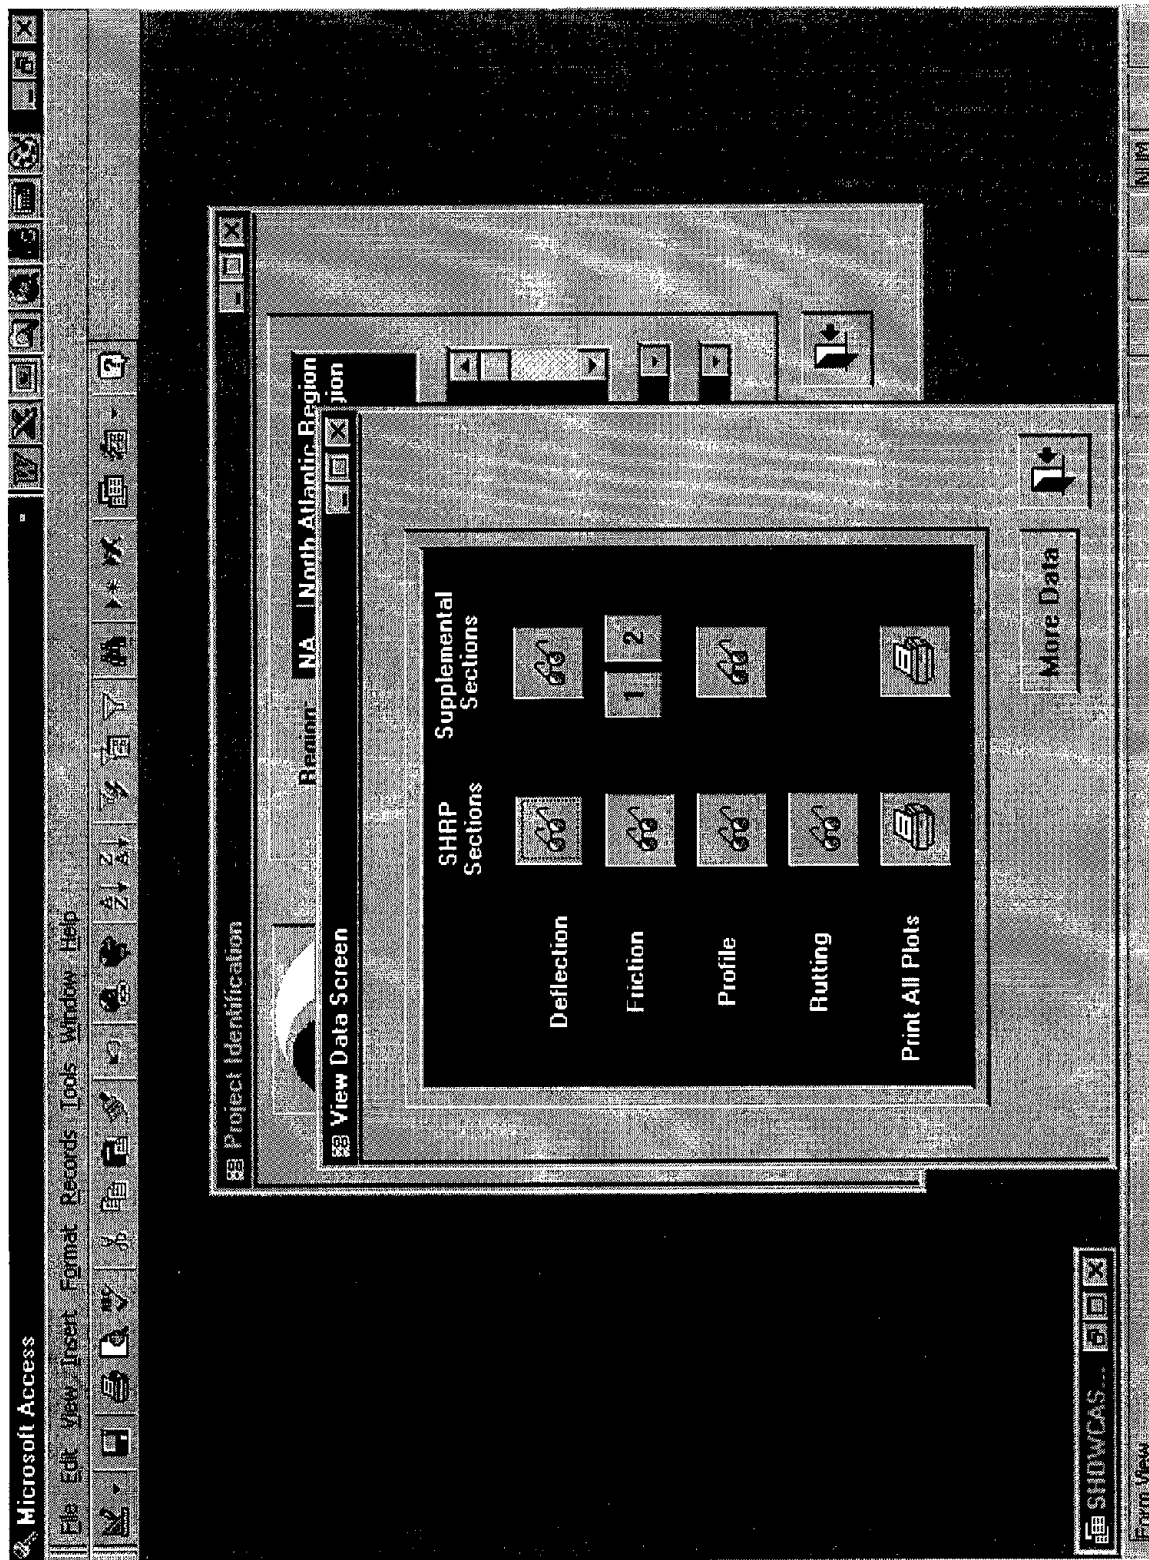 Microsoft Access
File Edit View Insert Format Records Tools Window Help
Project Identification
Region
NA North Atlantic Region
gion
View Data Screen
SHRP
Sections
Supplemental
Sections
Deflection
Friction
1 2
Profile
Rutting
Print All Plots
More Data
SHOWCAS...
Form View
NUM